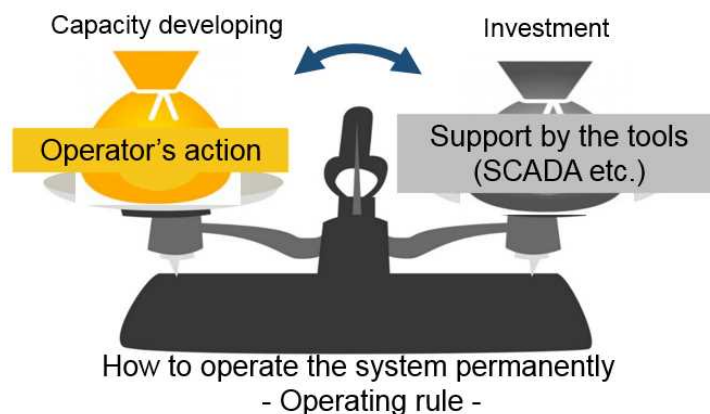 Capacity developing
Investment
Operator's action
Support by the tools
(SCADA etc.)
How to operate the system permanently
- Operating rule -